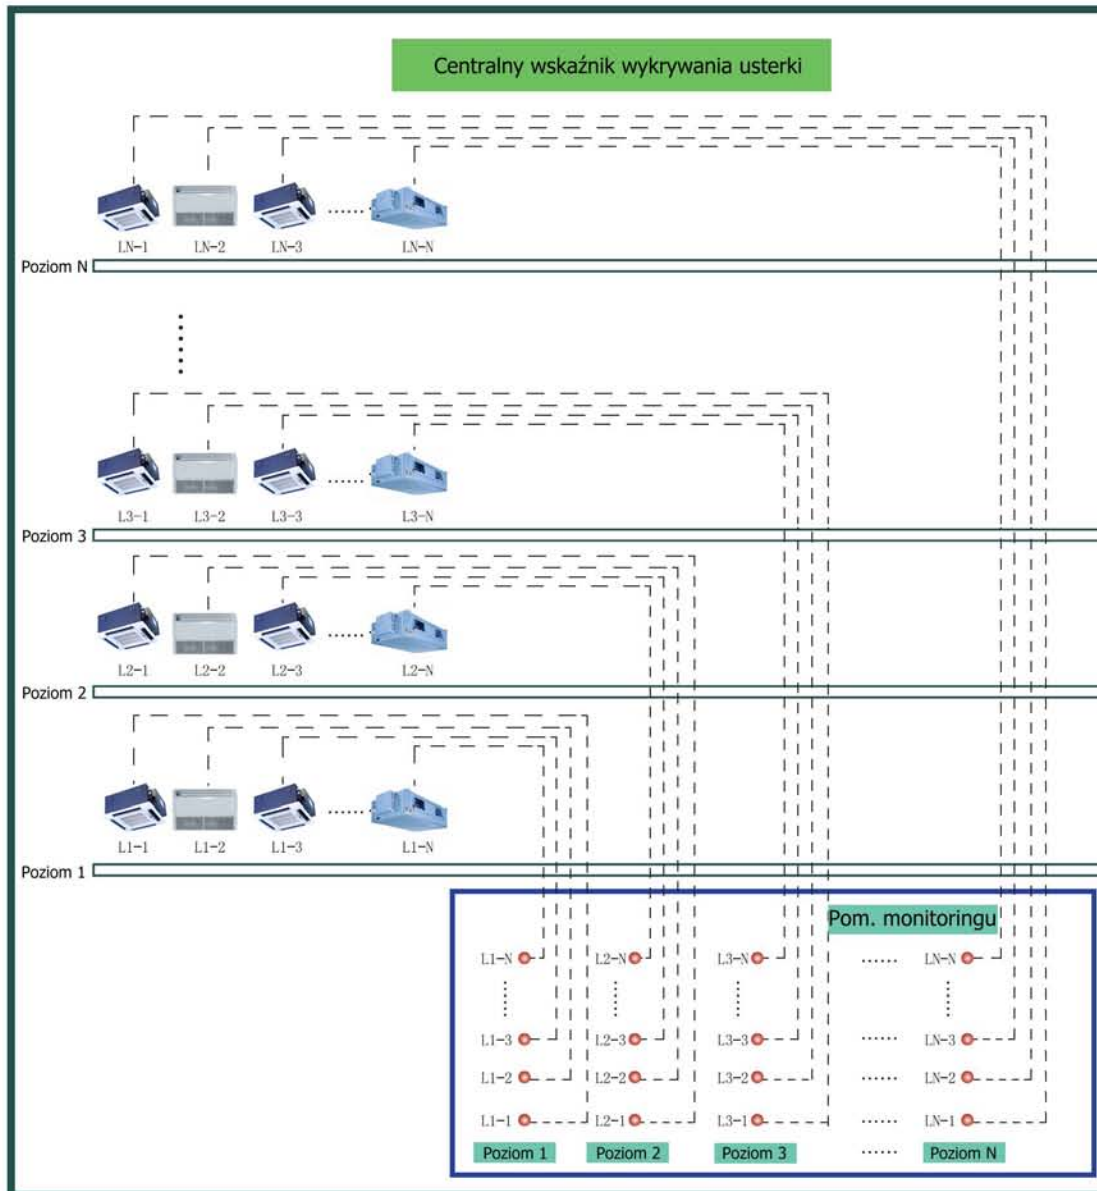 Centralny wskaźnik wykrywania usterki
LN-1 LN-2 LN-3 ...... LN-N
Poziom N
......
L3-1 L3-2 L3-3 ...... L3-N
Poziom 3
L2-1 L2-2 L2-3 ...... L2-N
Poziom 2
L1-1 L1-2 L1-3 ...... L1-N
Poziom 1
Pom. monitoringu
L1-N L2-N L3-N ...... LN-N
...... ...... ...... ......
L1-3 L2-3 L3-3 ...... LN-3
L1-2 L2-2 L3-2 ...... LN-2
L1-1 L2-1 L3-1 ...... LN-1
Poziom 1 Poziom 2 Poziom 3 ...... Poziom N